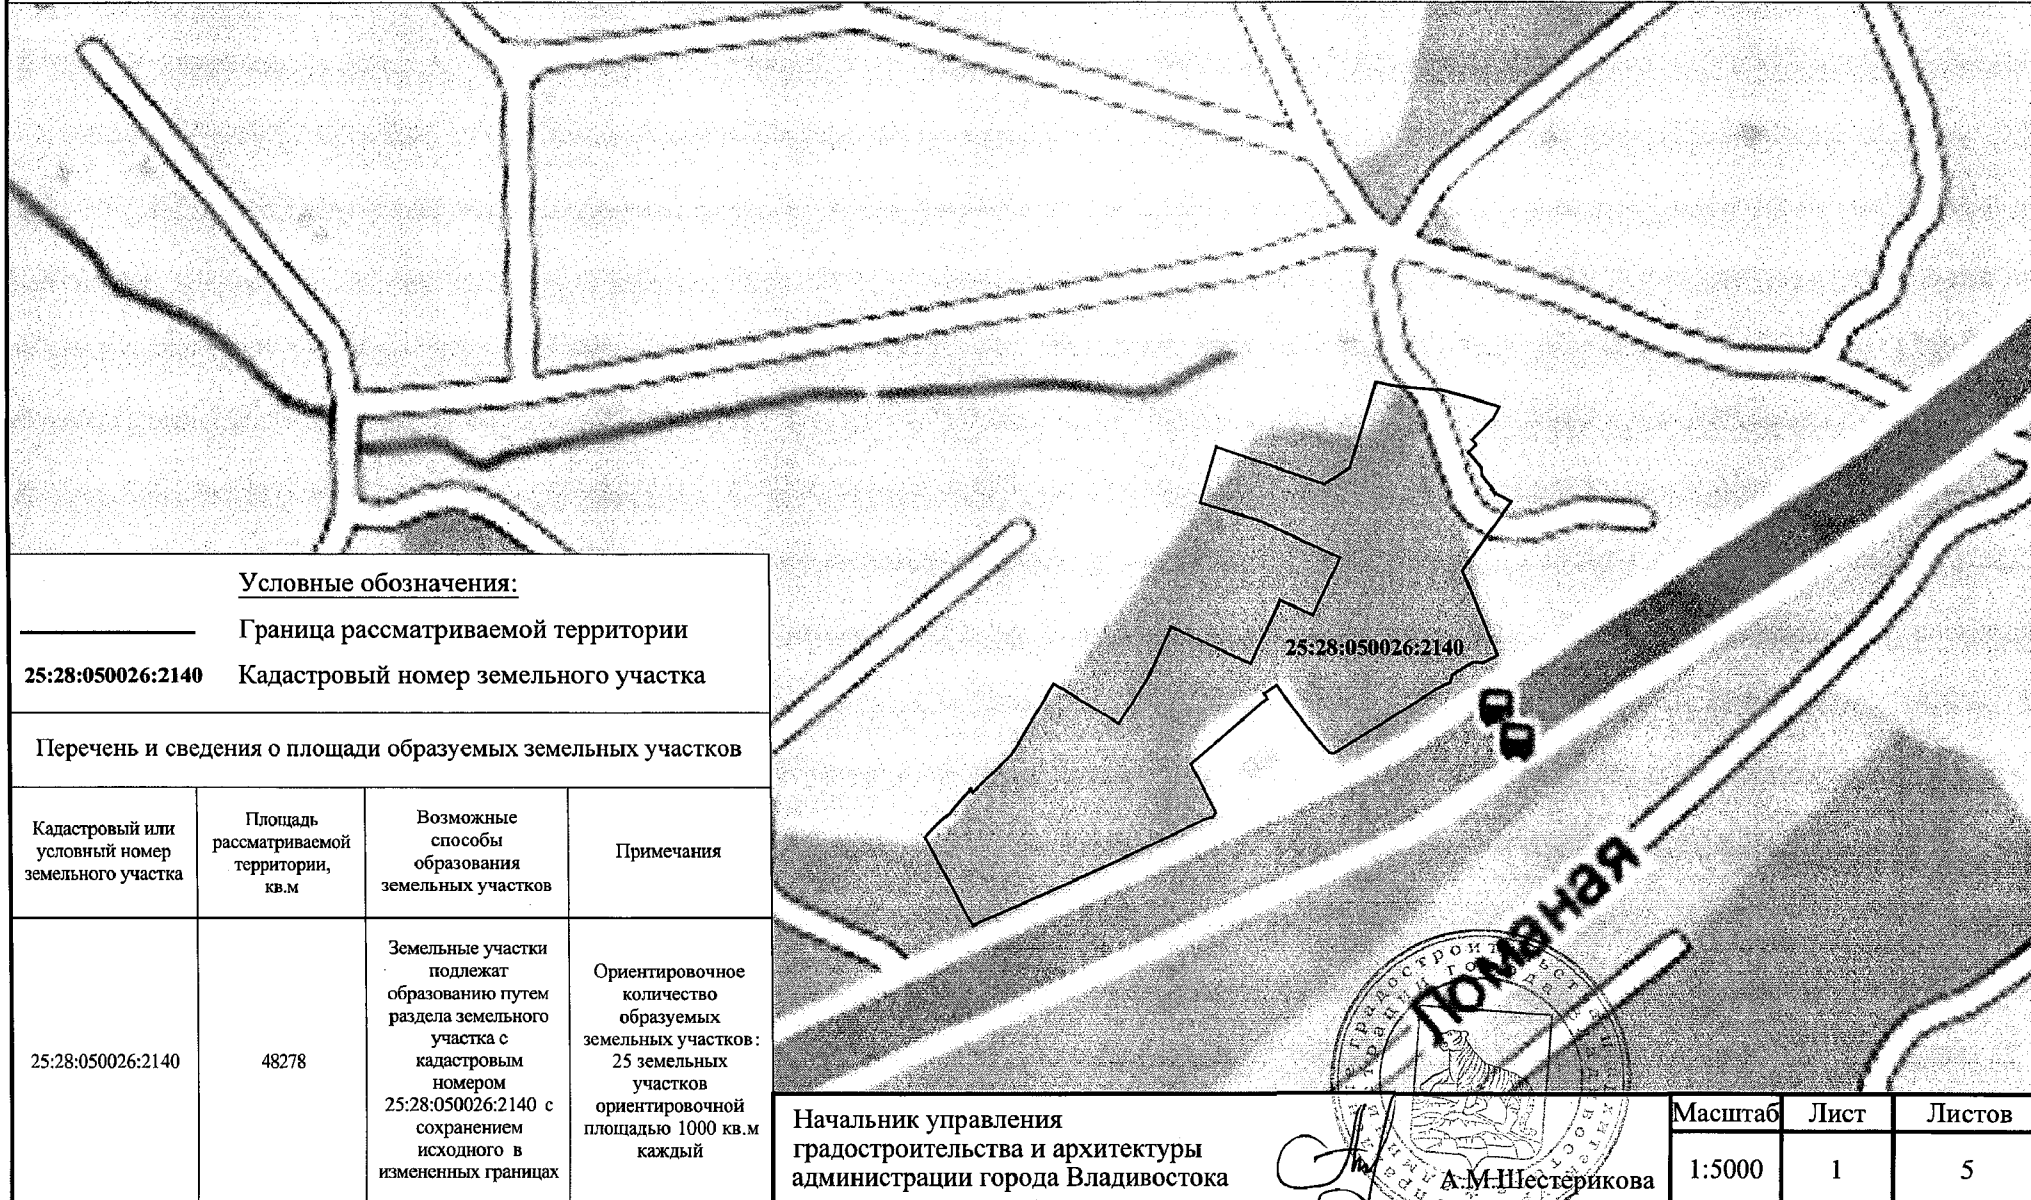 25:28:050026:2140
Ломаная
Условные обозначения:
Граница рассматриваемой территории
25:28:050026:2140 Кадастровый номер земельного участка
Перечень и сведения о площади образуемых земельных участков
Кадастровый или
условный номер
земельного участка
Площадь
рассматриваемой
территории,
кв.м
Возможные
способы
образования
земельных участков
Примечания
25:28:050026:2140
48278
Земельные участки
подлежат
образованию путем
раздела земельного
участка с
кадастровым
номером
25:28:050026:2140 с
сохранением
исходного в
измененных границах
Ориентировочное
количество
образуемых
земельных участков:
25 земельных
участков
ориентировочной
площадью 1000 кв.м
каждый
Начальник управления
градостроительства и архитектуры
администрации города Владивостока
А.М.Шестерикова
Масштаб Лист Листов
1:5000 1 5